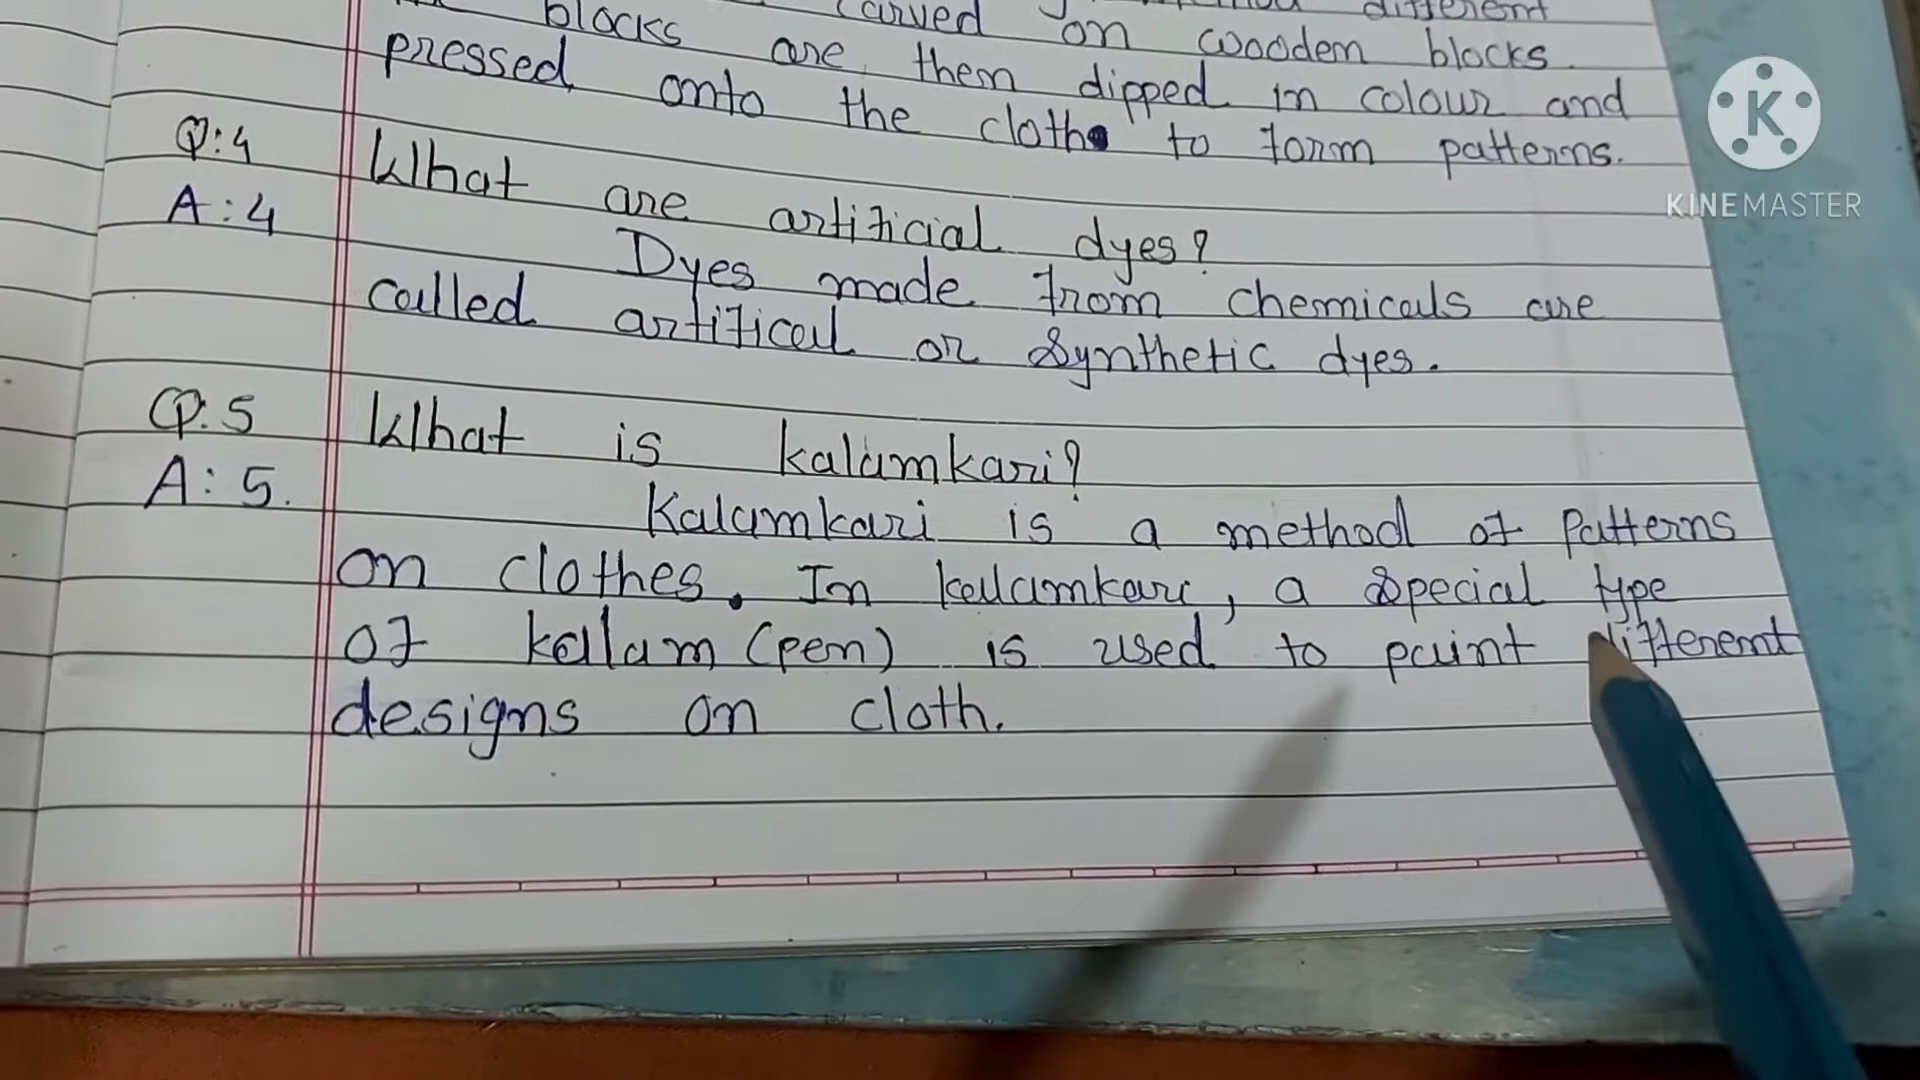 blocks carved on wooden blocks.
are them dipped in colour and
pressed onto the cloth to form patterns.
Q:4 What are artificial dyes?
A:4 Dyes made from chemicals are
called artifical or synthetic dyes.
Q.5 What is kalamkari?
A:5. Kalamkari is a method of patterns
on clothes. In kalamkari, a special type
of kalam (pen) is used to paint different
designs on cloth.
K
KINEMASTER